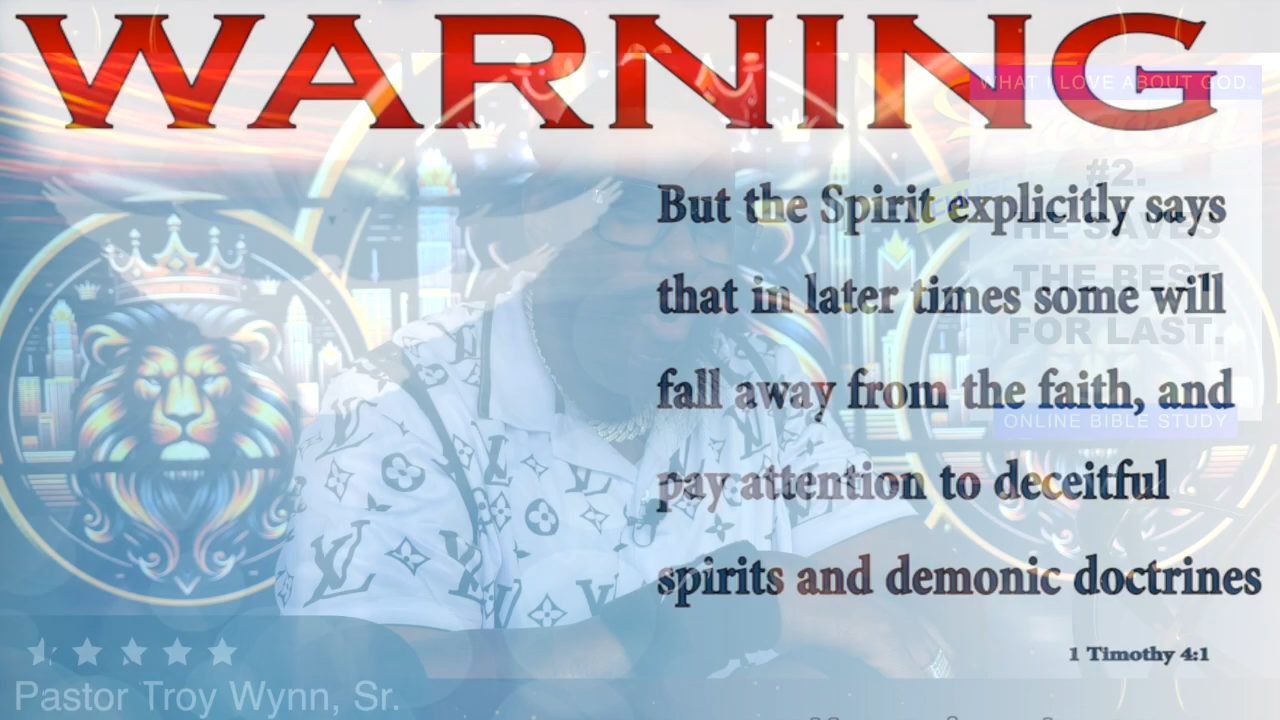 WARNING
WHAT I LOVE ABOUT GOD.
#2.
HE SAVES
THE BEST
FOR LAST.
ONLINE BIBLE STUDY
But the Spirit explicitly says
that in later times some will
fall away from the faith, and
pay attention to deceitful
spirits and demonic doctrines
1 Timothy 4:1
Pastor Troy Wynn, Sr.